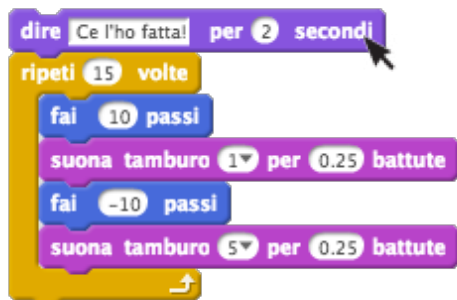 dire Ce l'ho fatta! per 2 secondi
ripeti 15 volte
fai 10 passi
suona tamburo 1 per 0.25 battute
fai -10 passi
suona tamburo 5 per 0.25 battute